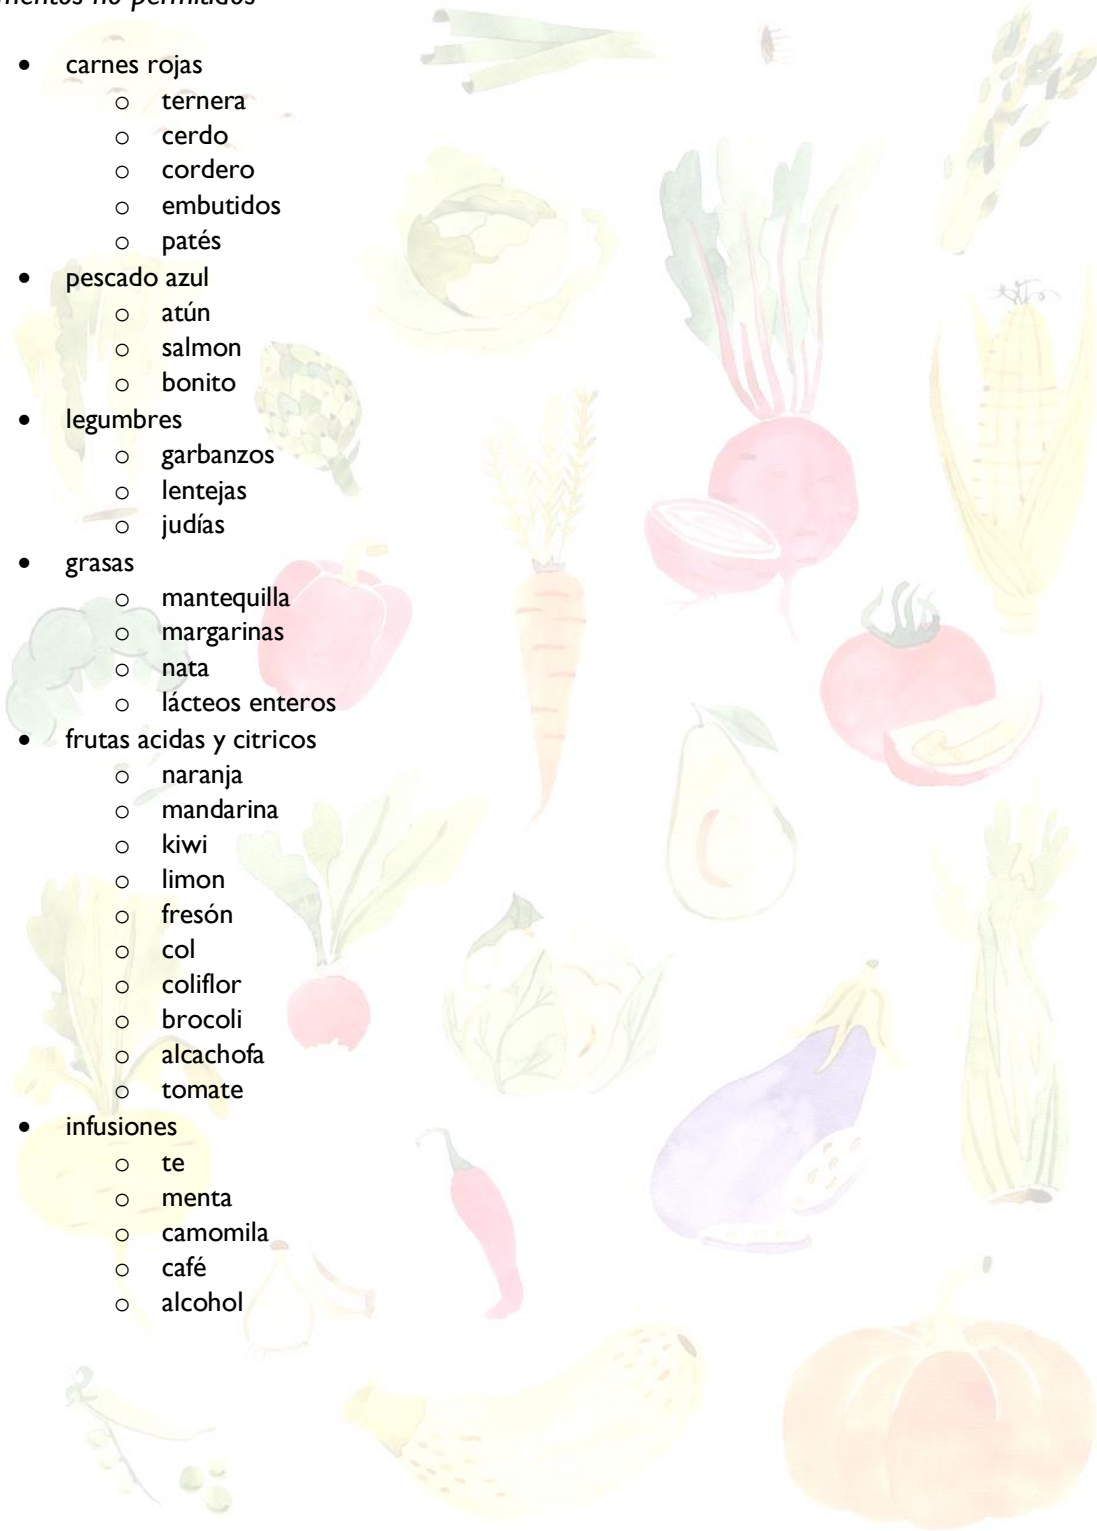 no permitidos
• carnes rojas
o ternera
o cerdo
o cordero
o embutidos
o patés
• pescado azul
o atún
o salmon
o bonito
• legumbres
o garbanzos
o lentejas
o judías
• grasas
o mantequilla
o margarinas
o nata
o lácteos enteros
• frutas acidas y citricos
o naranja
o mandarina
o kiwi
o limon
o fresón
o col
o coliflor
o brocoli
o alcachofa
o tomate
• infusiones
o te
o menta
o camomila
o café
o alcohol